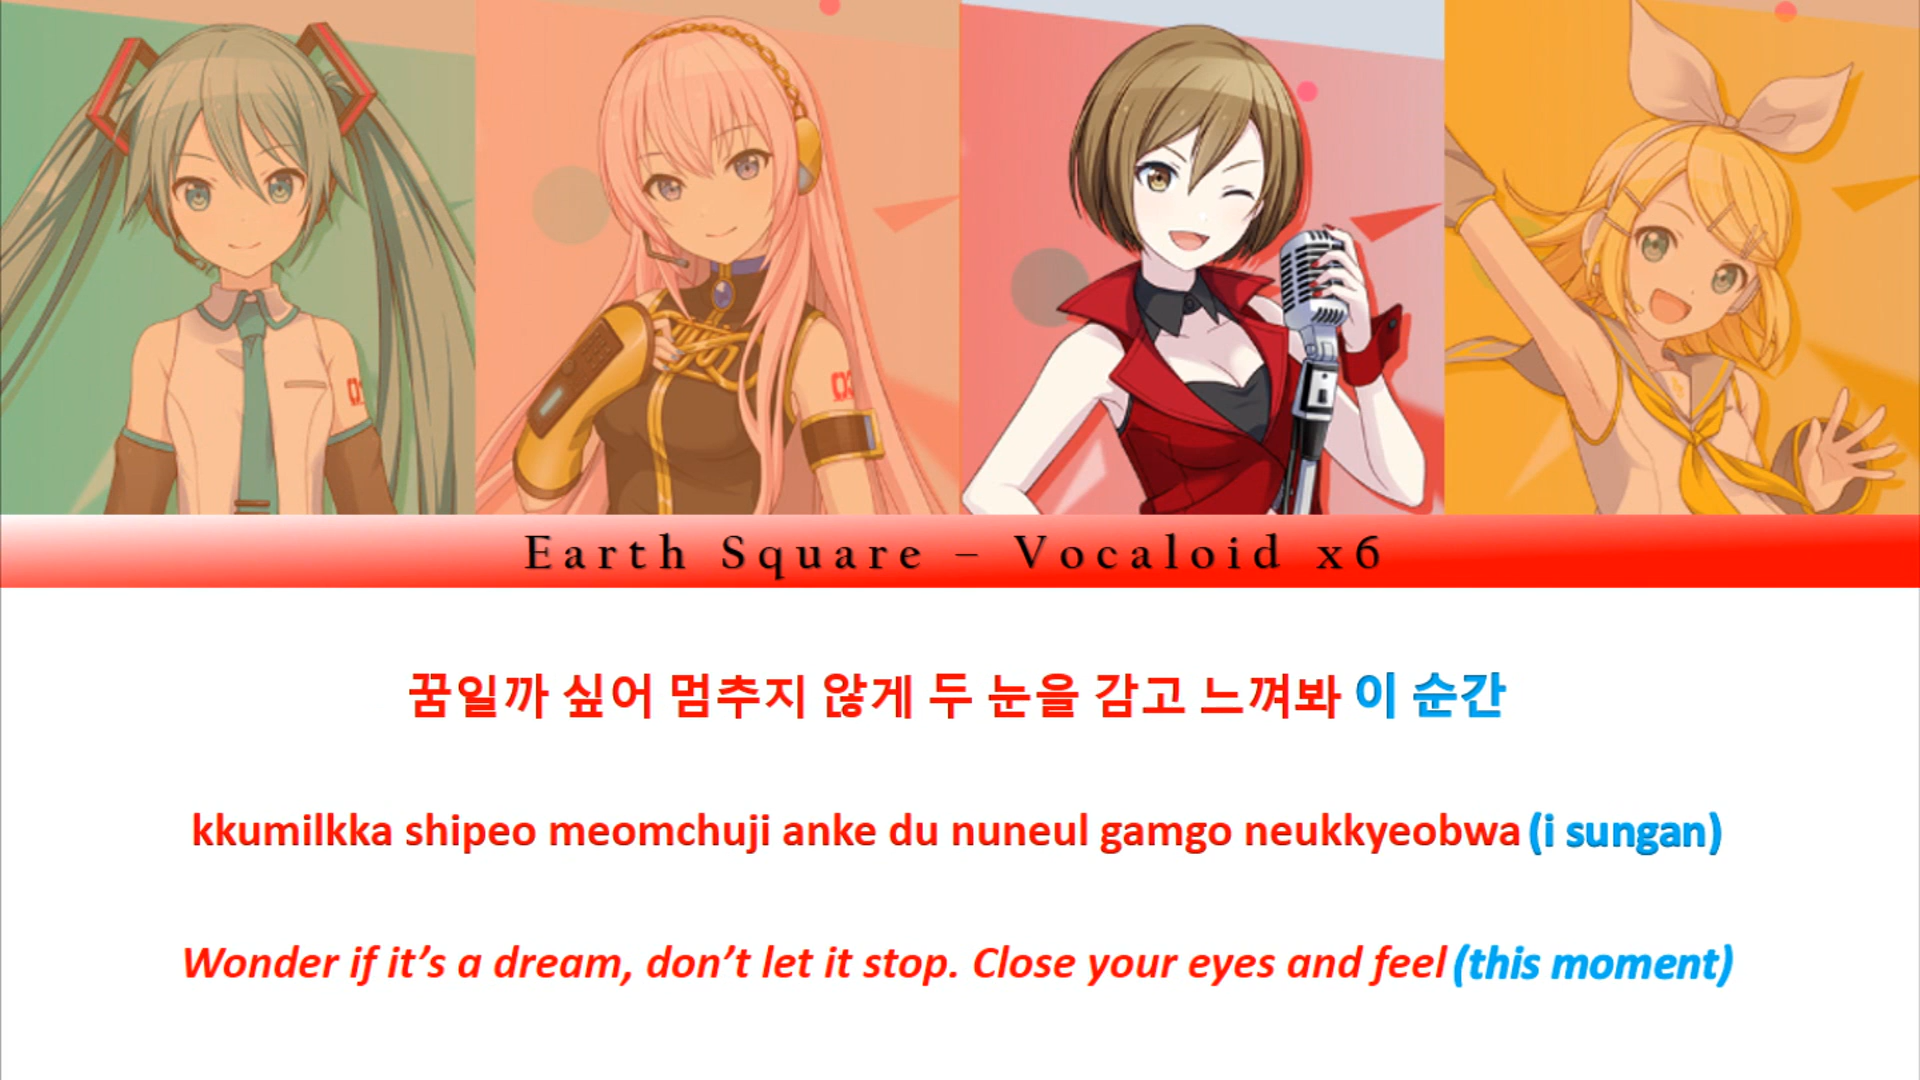 Earth Square – Vocaloid x6
꿈일까 싶어 멈추지 않게 두 눈을 감고 느껴봐 이 순간
kkumilkka shipeo meomchuji anke du nuneul gamgo neukkyeobwa (i sungan)
Wonder if it’s a dream, don’t let it stop. Close your eyes and feel (this moment)